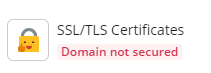 SSL/TLS Certificates
Domain not secured